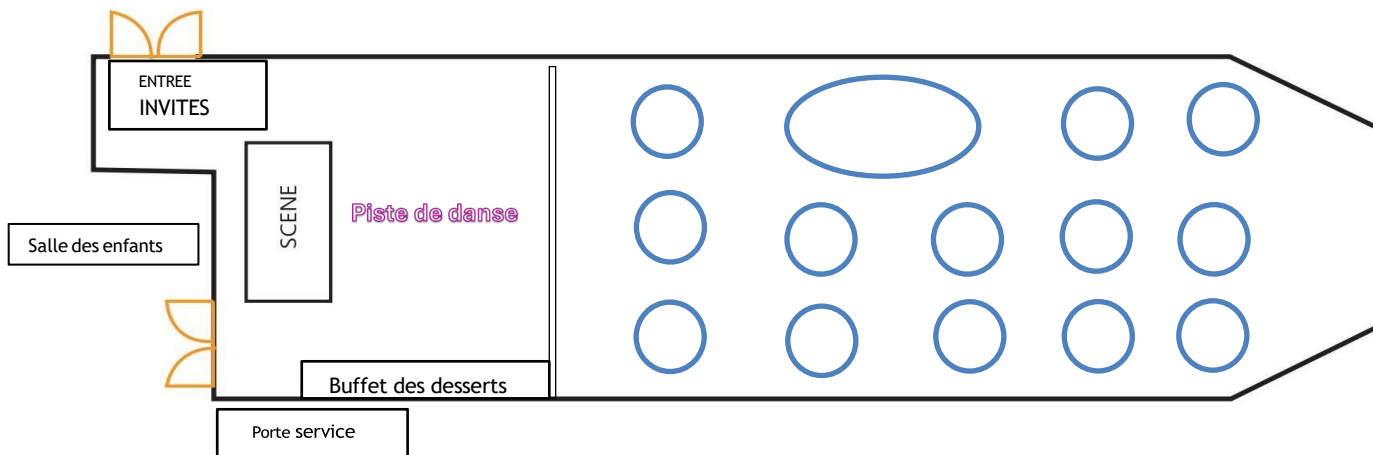 ENTREE
INVITES
SCENE
Piste de danse
Salle des enfants
Buffet des desserts
Porte service